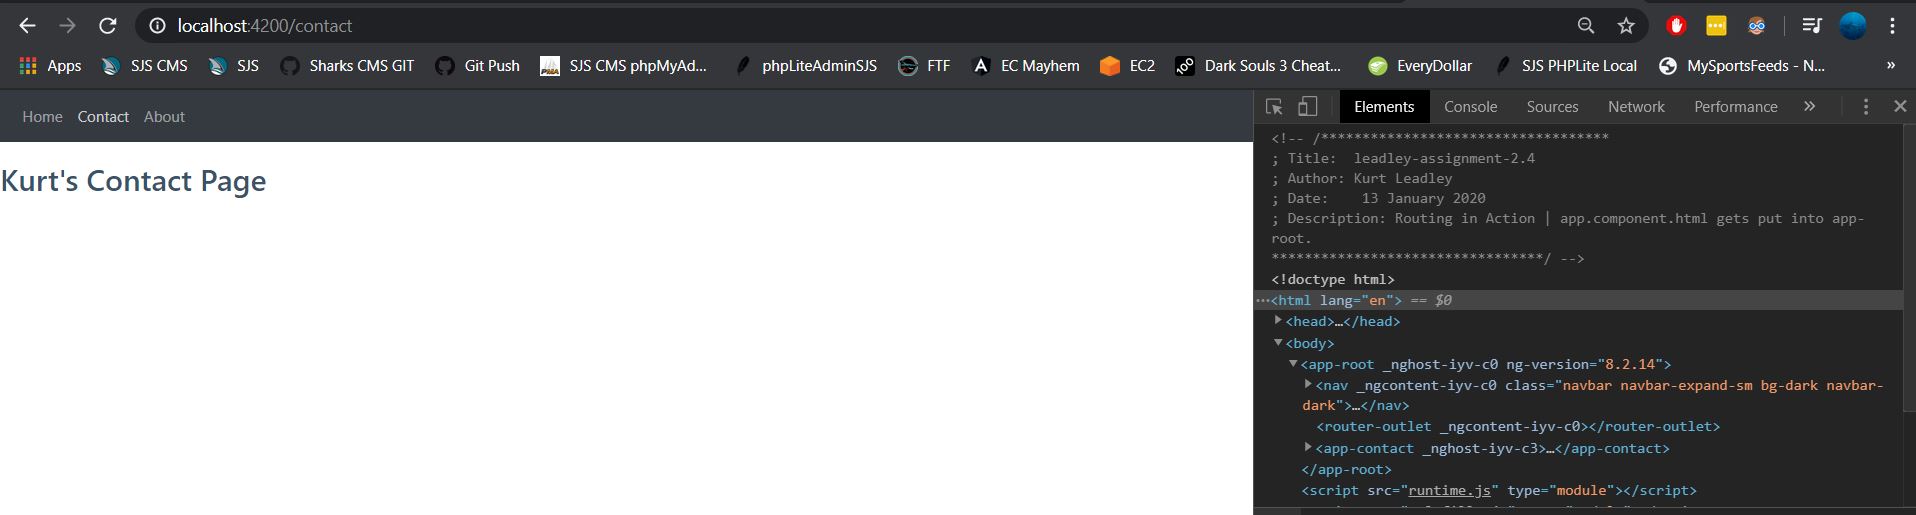 localhost:4200/contact
Apps SJS CMS SJS Sharks CMS GIT Git Push PMA SJS CMS phpMyAd... phpLiteAdminSJS FTF EC Mayhem EC2 100 Dark Souls 3 Cheat... EveryDollar SJS PHPLite Local MySportsFeeds - N... »
Home Contact About
Kurt's Contact Page
Elements Console Sources Network Performance »
<!-- /***********************************
; Title:  leadley-assignment-2.4
; Author: Kurt Leadley
; Date:    13 January 2020
; Description: Routing in Action | app.component.html gets put into app-
root.
*********************************/ -->
<!doctype html>
…<html lang="en"> == $0
<head>…</head>
<body>
<app-root _nghost-iyv-c0 ng-version="8.2.14">
<nav _ngcontent-iyv-c0 class="navbar navbar-expand-sm bg-dark navbar-
dark">…</nav>
<router-outlet _ngcontent-iyv-c0></router-outlet>
<app-contact _nghost-iyv-c3>…</app-contact>
</app-root>
<script src="runtime.js" type="module"></script>